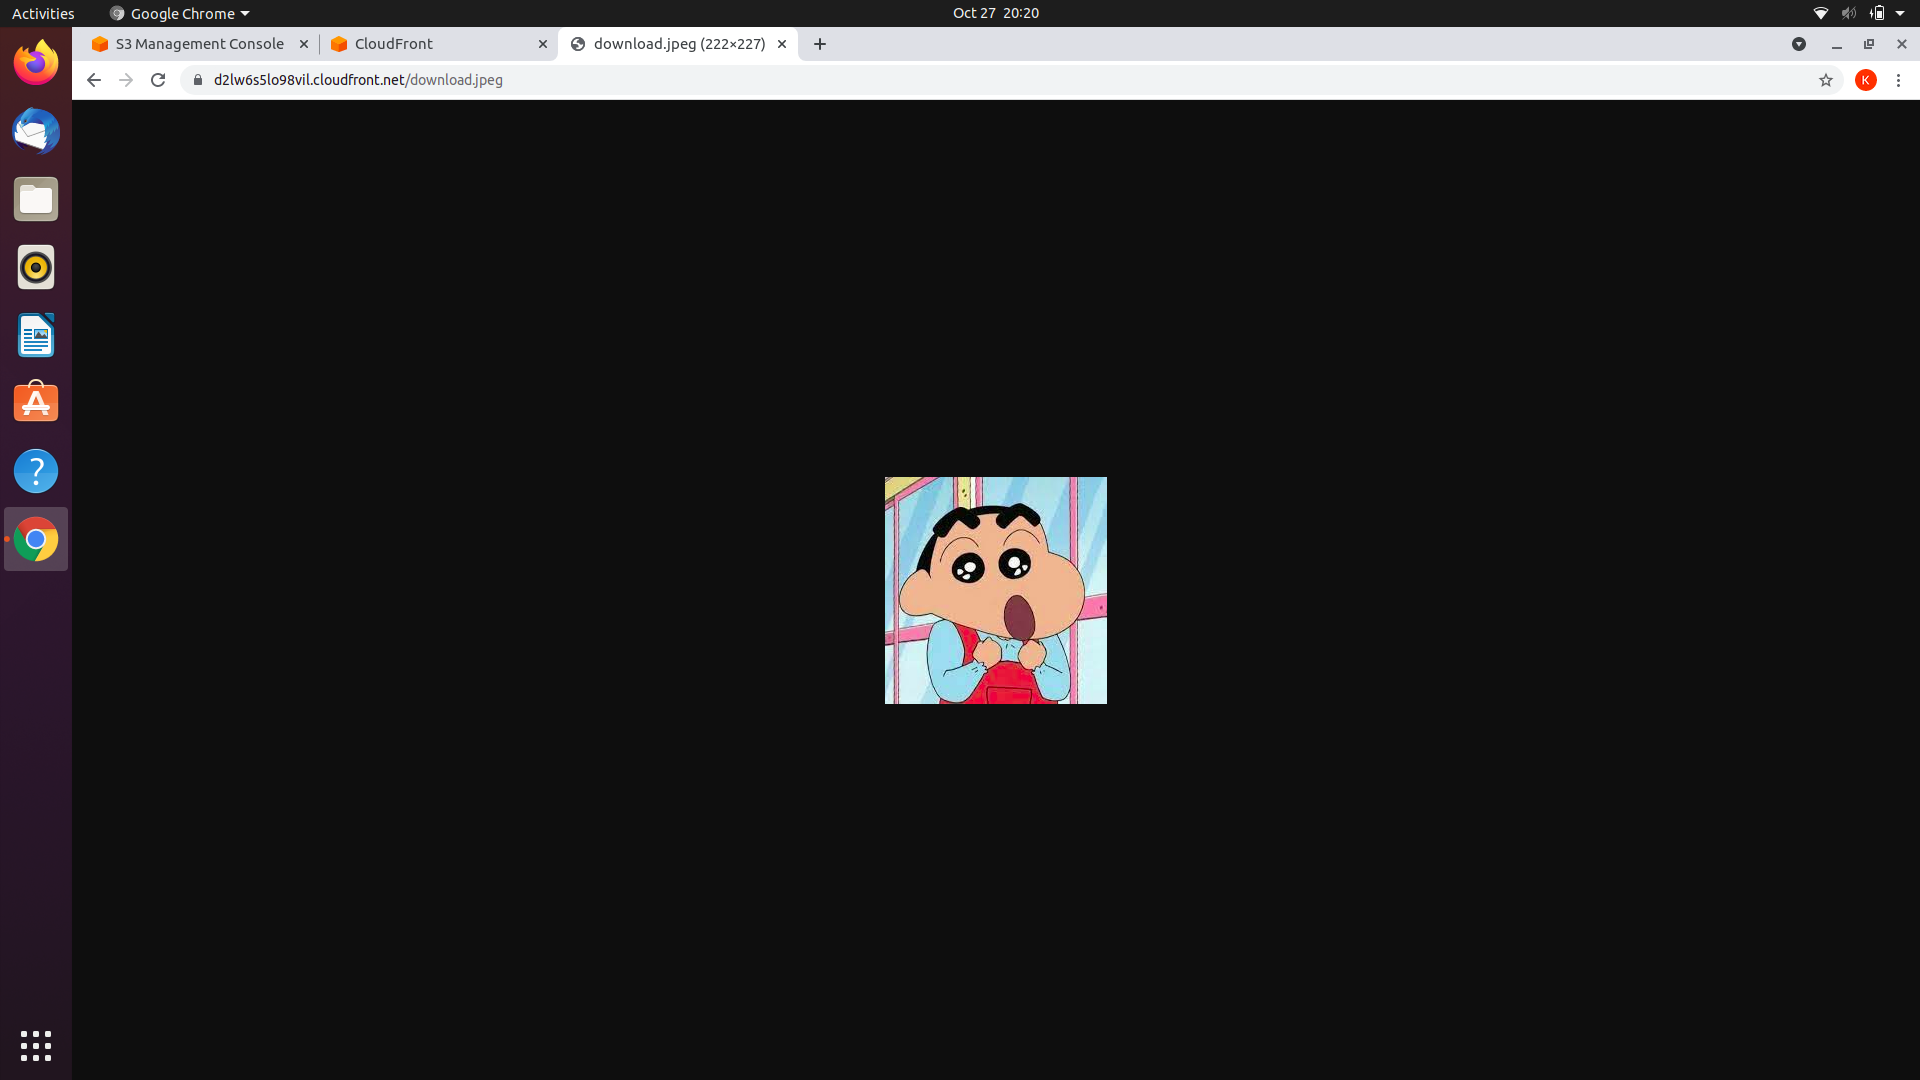 Activities
Google Chrome
Oct 27 20:20
S3 Management Console
CloudFront
download.jpeg (222×227)
d2lw6s5lo98vil.cloudfront.net/download.jpeg
K